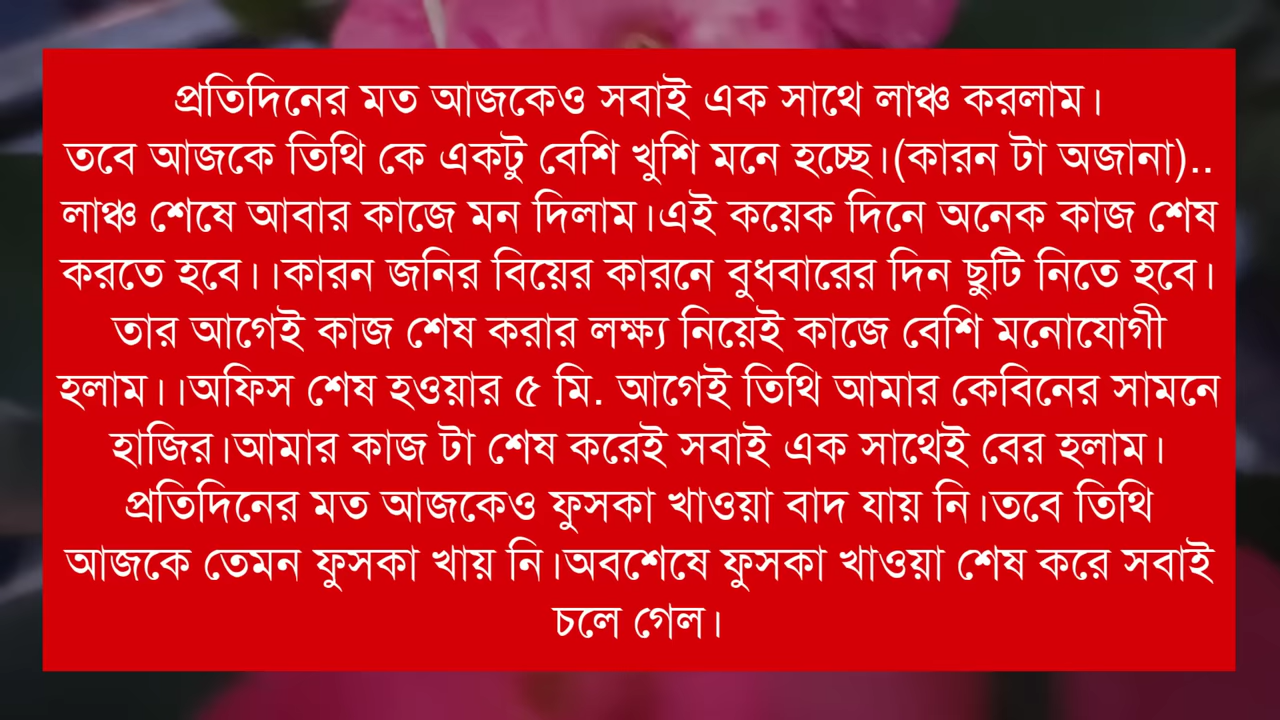 প্রতিদিনের মত আজকেও সবাই এক সাথে লাঞ্চ করলাম।
তবে আজকে তিথি কে একটু বেশি খুশি মনে হচ্ছে।(কারন টা অজানা)..
লাঞ্চ শেষে আবার কাজে মন দিলাম।এই কয়েক দিনে অনেক কাজ শেষ
করতে হবে।।কারন জনির বিয়ের কারনে বুধবারের দিন ছুটি নিতে হবে।
তার আগেই কাজ শেষ করার লক্ষ্য নিয়েই কাজে বেশি মনোযোগী
হলাম।।অফিস শেষ হওয়ার ৫ মি. আগেই তিথি আমার কেবিনের সামনে
হাজির।আমার কাজ টা শেষ করেই সবাই এক সাথেই বের হলাম।
প্রতিদিনের মত আজকেও ফুসকা খাওয়া বাদ যায় নি।তবে তিথি
আজকে তেমন ফুসকা খায় নি।অবশেষে ফুসকা খাওয়া শেষ করে সবাই
চলে গেল।